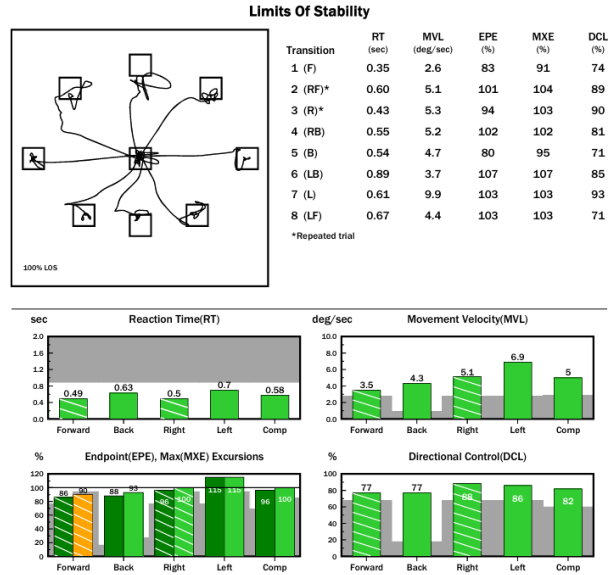 Limits Of Stability
RT MVL EPE MXE DCL
Transition (sec) (deg/sec) (%) (%) (%)
1 (F) 0.35 2.6 83 91 74
2 (RF)* 0.60 5.1 101 104 89
3 (R)* 0.43 5.3 94 103 90
4 (RB) 0.55 5.2 102 102 81
5 (B) 0.54 4.7 80 95 71
6 (LB) 0.89 3.7 107 107 85
7 (L) 0.61 9.9 103 103 93
8 (LF) 0.67 4.4 103 103 71
*Repeated trial
100% LOS
sec Reaction Time(RT)
2.0
1.6
1.2
0.8
0.4
0.0
0.49 0.63 0.5 0.7 0.58
Forward Back Right Left Comp
deg/sec Movement Velocity(MVL)
10.0
8.0
6.0
4.0
2.0
0.0
3.5 4.3 5.1 6.9 5
Forward Back Right Left Comp
% Endpoint(EPE), Max(MXE) Excursions
120
100
80
60
40
20
0
86 90 88 93 96 100 115 115 96 100
Forward Back Right Left Comp
% Directional Control(DCL)
100
80
60
40
20
0
77 77 88 86 82
Forward Back Right Left Comp